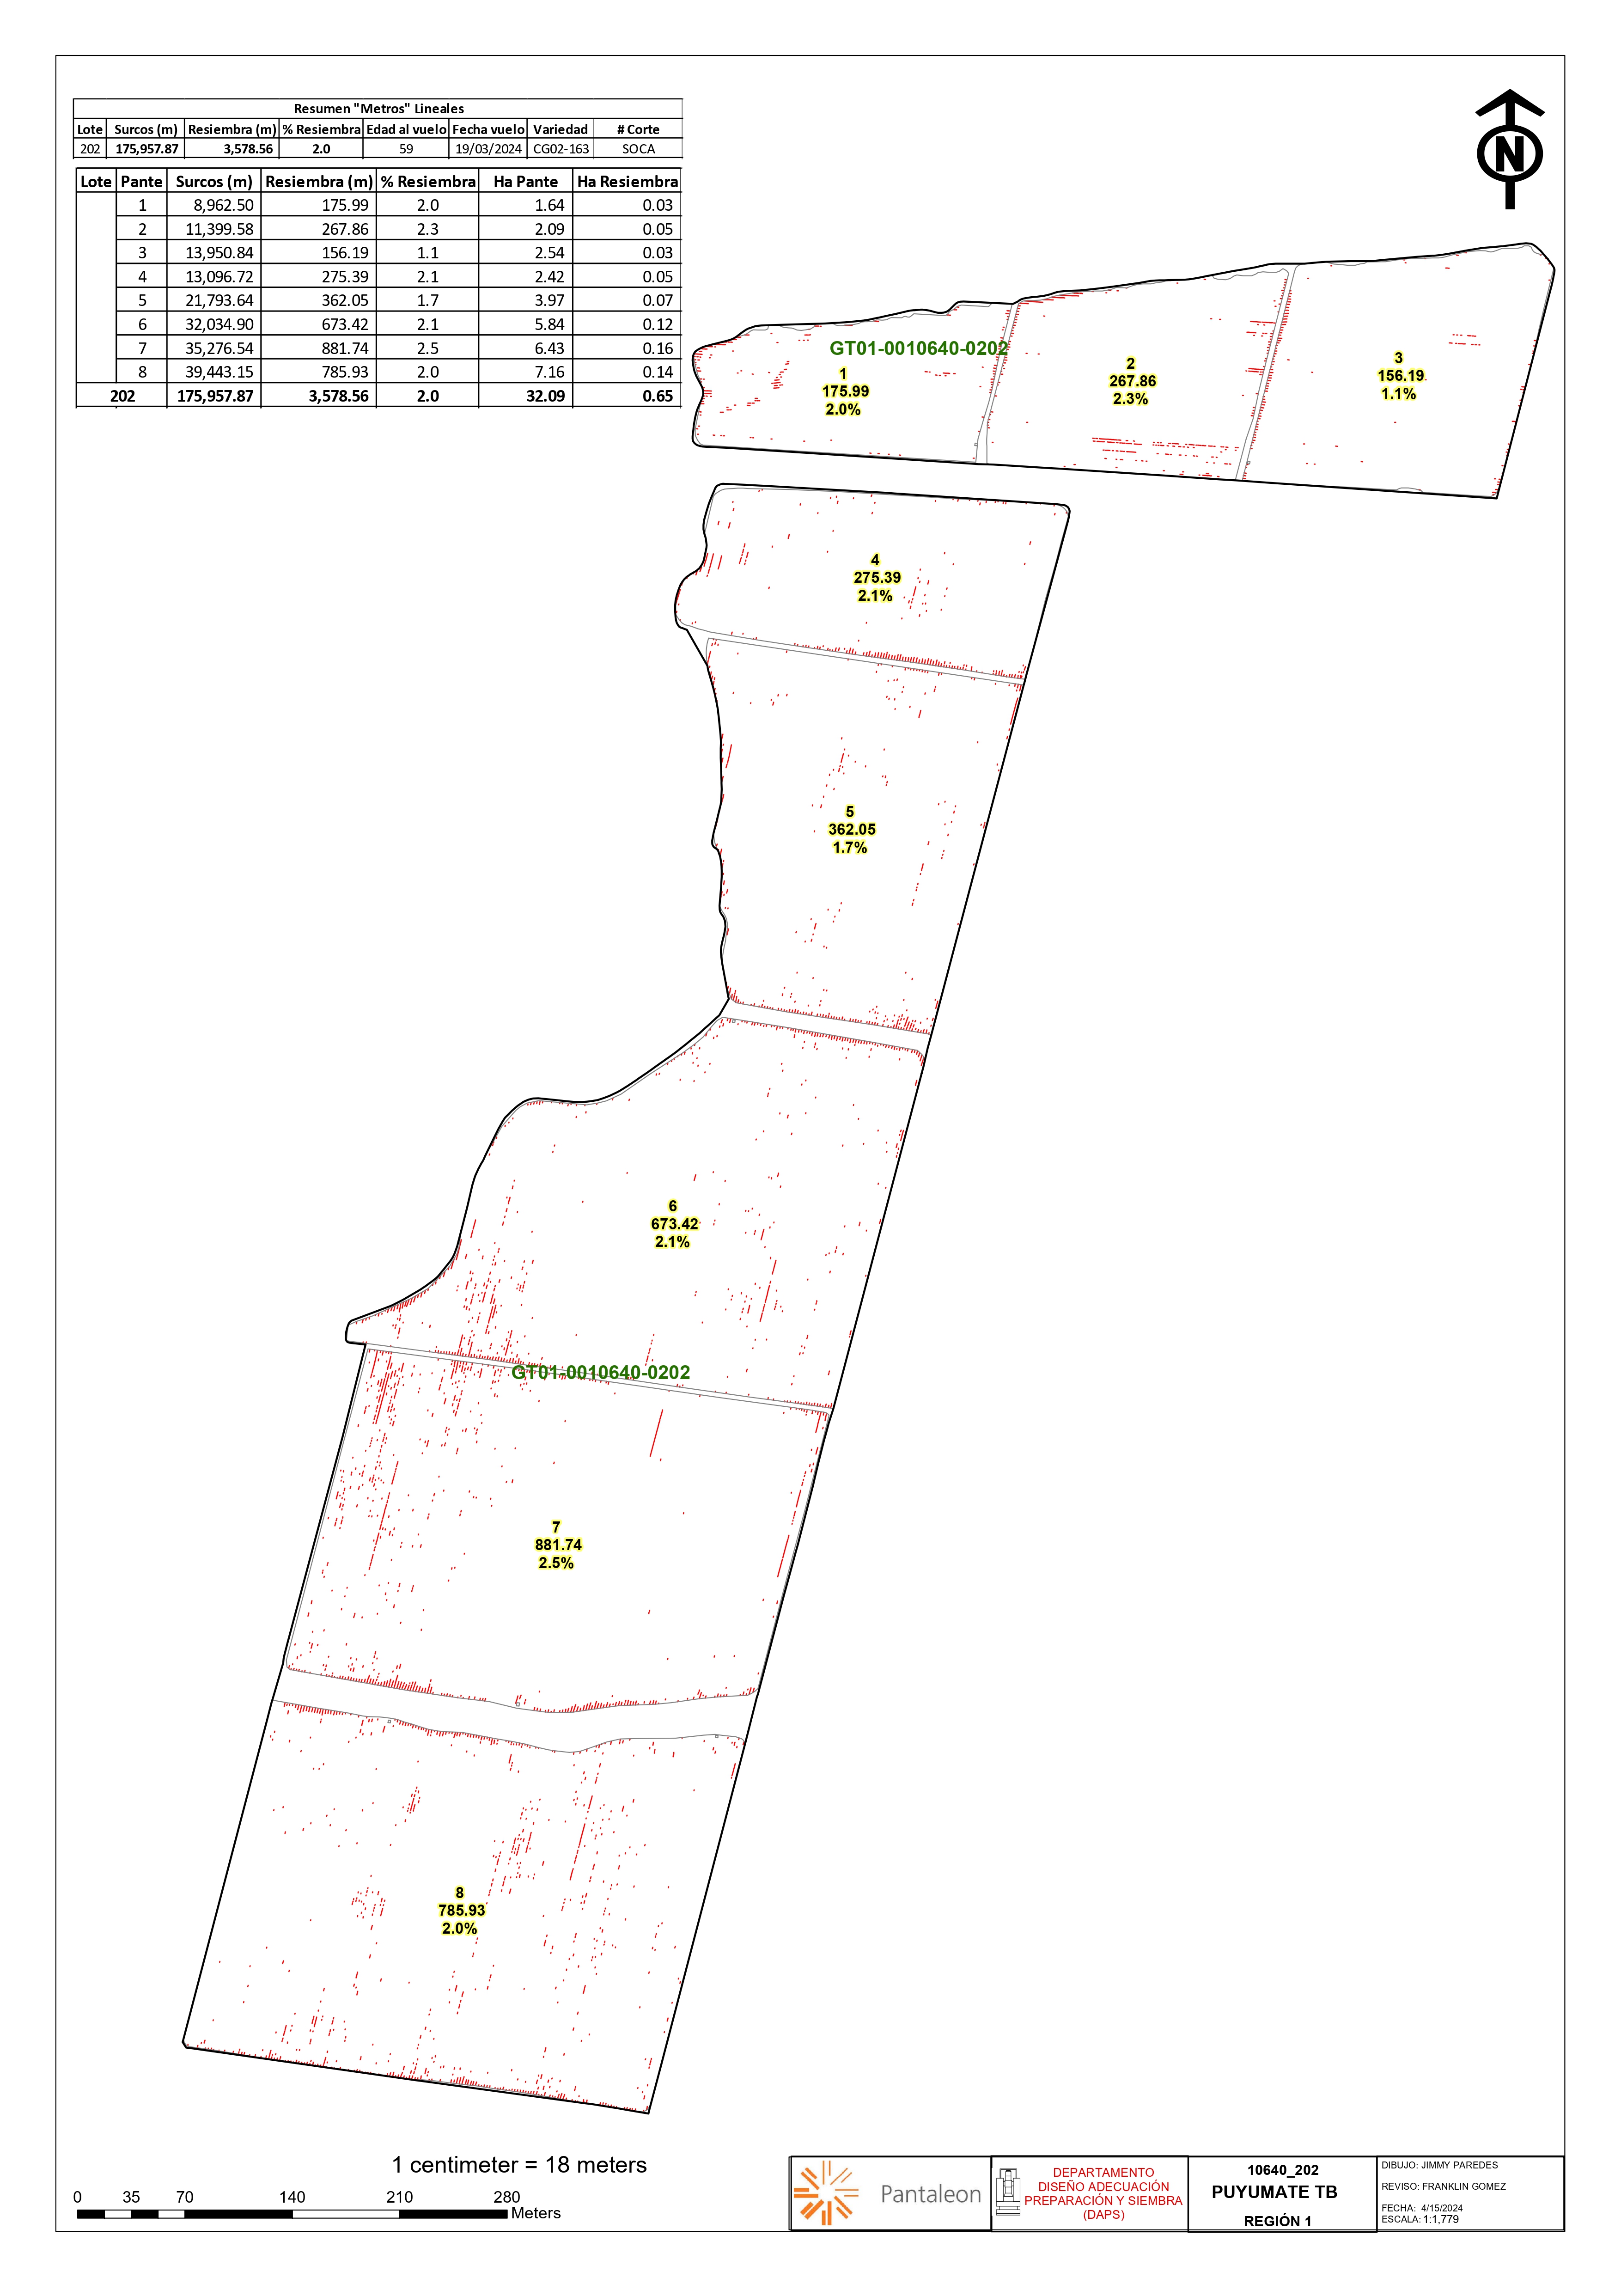 Resumen "Metros" Lineales
Lote Surcos (m) Resiembra (m) % Resiembra Edad al vuelo Fecha vuelo Variedad # Corte
202 175,957.87 3,578.56 2.0 59 19/03/2024 CG02-163 SOCA
Lote Pante Surcos (m) Resiembra (m) % Resiembra Ha Pante Ha Resiembra
1 8,962.50 175.99 2.0 1.64 0.03
2 11,399.58 267.86 2.3 2.09 0.05
3 13,950.84 156.19 1.1 2.54 0.03
4 13,096.72 275.39 2.1 2.42 0.05
5 21,793.64 362.05 1.7 3.97 0.07
6 32,034.90 673.42 2.1 5.84 0.12
7 35,276.54 881.74 2.5 6.43 0.16
8 39,443.15 785.93 2.0 7.16 0.14
202 175,957.87 3,578.56 2.0 32.09 0.65
N
GT01-0010640-0202
1
175.99
2.0%
2
267.86
2.3%
3
156.19
1.1%
4
275.39
2.1%
5
362.05
1.7%
6
673.42
2.1%
GT01-0010640-0202
7
881.74
2.5%
8
785.93
2.0%
1 centimeter = 18 meters
0 35 70 140 210 280
Meters
Pantaleon
DEPARTAMENTO
DISEÑO ADECUACIÓN
PREPARACIÓN Y SIEMBRA
(DAPS)
10640_202
PUYUMATE TB
REGIÓN 1
DIBUJO: JIMMY PAREDES
REVISO: FRANKLIN GOMEZ
FECHA: 4/15/2024
ESCALA: 1:1,779